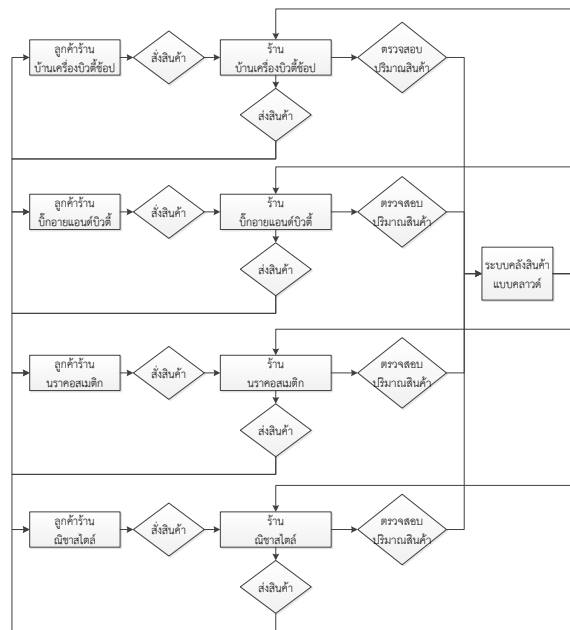 ลูกค้าร้าน
บ้านเครื่องบิวตี้ช้อป
สั่งสินค้า
ร้าน
บ้านเครื่องบิวตี้ช้อป
ตรวจสอบ
ปริมาณสินค้า
ส่งสินค้า
ลูกค้าร้าน
บิ๊กอายแอนด์บิวตี้
สั่งสินค้า
ร้าน
บิ๊กอายแอนด์บิวตี้
ตรวจสอบ
ปริมาณสินค้า
ส่งสินค้า
ระบบคลังสินค้า
แบบคลาวด์
ลูกค้าร้าน
นราคอสเมติก
สั่งสินค้า
ร้าน
นราคอสเมติก
ตรวจสอบ
ปริมาณสินค้า
ส่งสินค้า
ลูกค้าร้าน
ณิชาสไตล์
สั่งสินค้า
ร้าน
ณิชาสไตล์
ตรวจสอบ
ปริมาณสินค้า
ส่งสินค้า